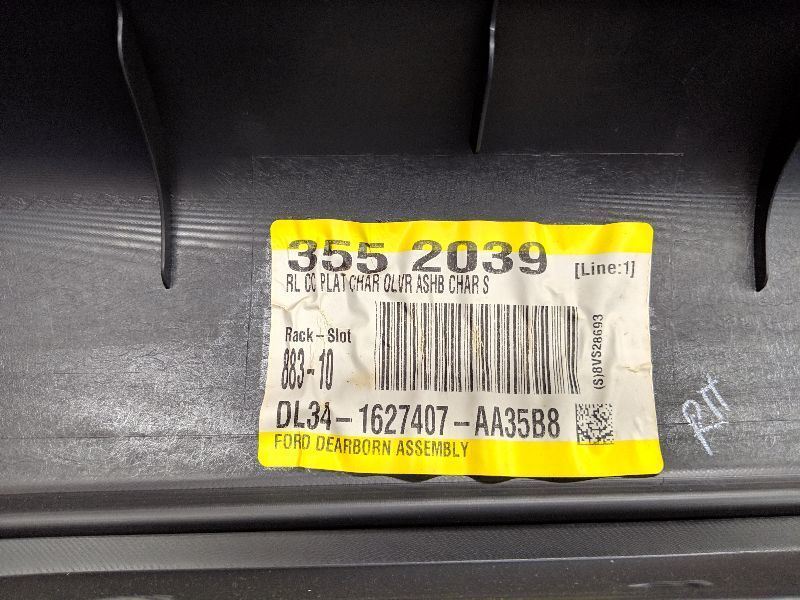 355 2039
[Line:1]
RL CC PLAT CHAR OLVR ASHB CHAR S
Rack-Slot
883-10
(S)8VS28693
DL34-1627407-AA35B8
FORD DEARBORN ASSEMBLY